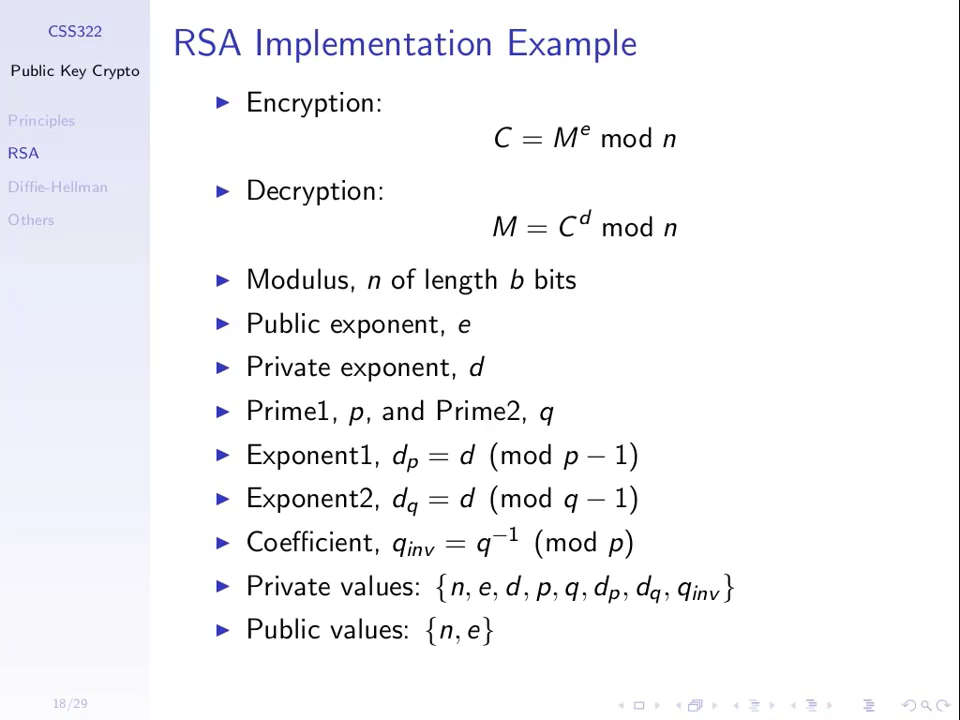 CSS322
Public Key Crypto
Principles
RSA
Diffie-Hellman
Others
RSA Implementation Example
▶ Encryption:
C = M^e mod n
▶ Decryption:
M = C^d mod n
▶ Modulus, n of length b bits
▶ Public exponent, e
▶ Private exponent, d
▶ Prime1, p, and Prime2, q
▶ Exponent1, d_p = d (mod p − 1)
▶ Exponent2, d_q = d (mod q − 1)
▶ Coefficient, q_inv = q^−1 (mod p)
▶ Private values: {n, e, d, p, q, d_p, d_q, q_inv}
▶ Public values: {n, e}
18/29